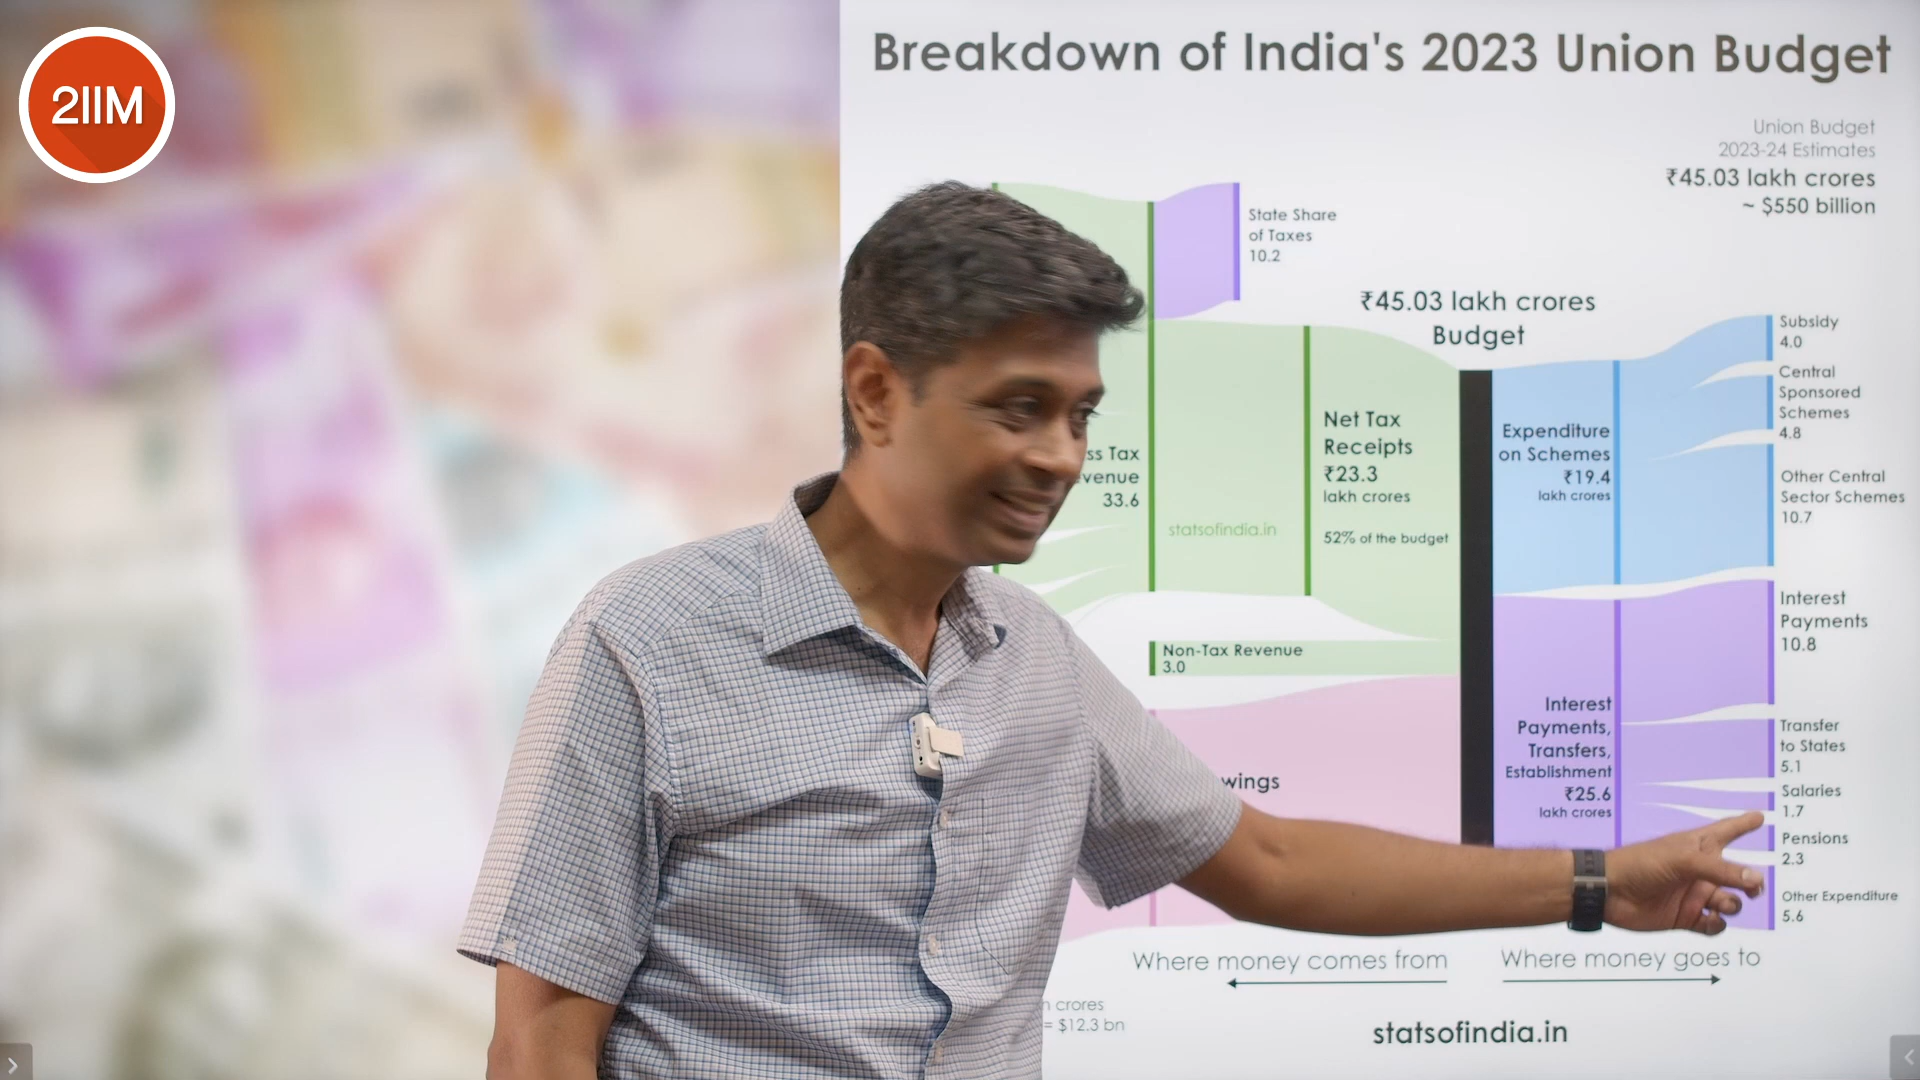 2IIM
Breakdown of India's 2023 Union Budget
Union Budget
2023-24 Estimates
₹45.03 lakh crores
~ $550 billion
State Share
of Taxes
10.2
₹45.03 lakh crores
Budget
33.6
statsofindia.in
Net Tax
Receipts
₹23.3
lakh crores
52% of the budget
Non-Tax Revenue
3.0
Expenditure
on Schemes
₹19.4
lakh crores
Interest
Payments,
Transfers,
Establishment
₹25.6
lakh crores
Subsidy
4.0
Central
Sponsored
Schemes
4.8
Other Central
Sector Schemes
10.7
Interest
Payments
10.8
Transfer
to States
5.1
Salaries
1.7
Pensions
2.3
Other Expenditure
5.6
Tax
Where money comes from
Where money goes to
crores
= $12.3 bn
statsofindia.in